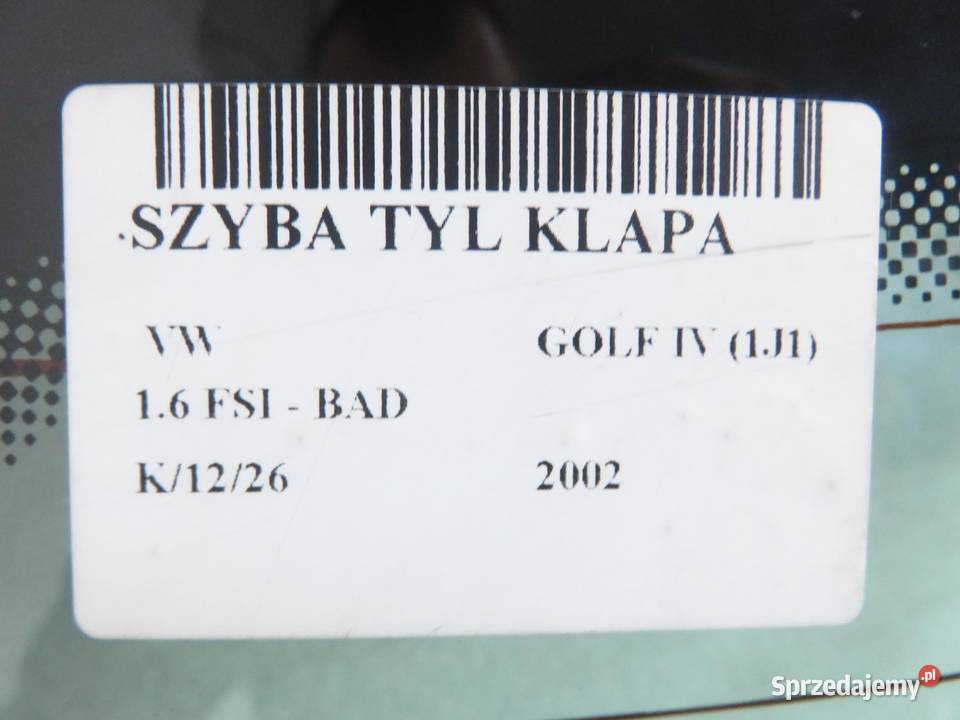 SZYBA TYL KLAPA
VW GOLF IV (1J1)
1.6 FSI - BAD
K/12/26 2002
Sprzedajemy.pl